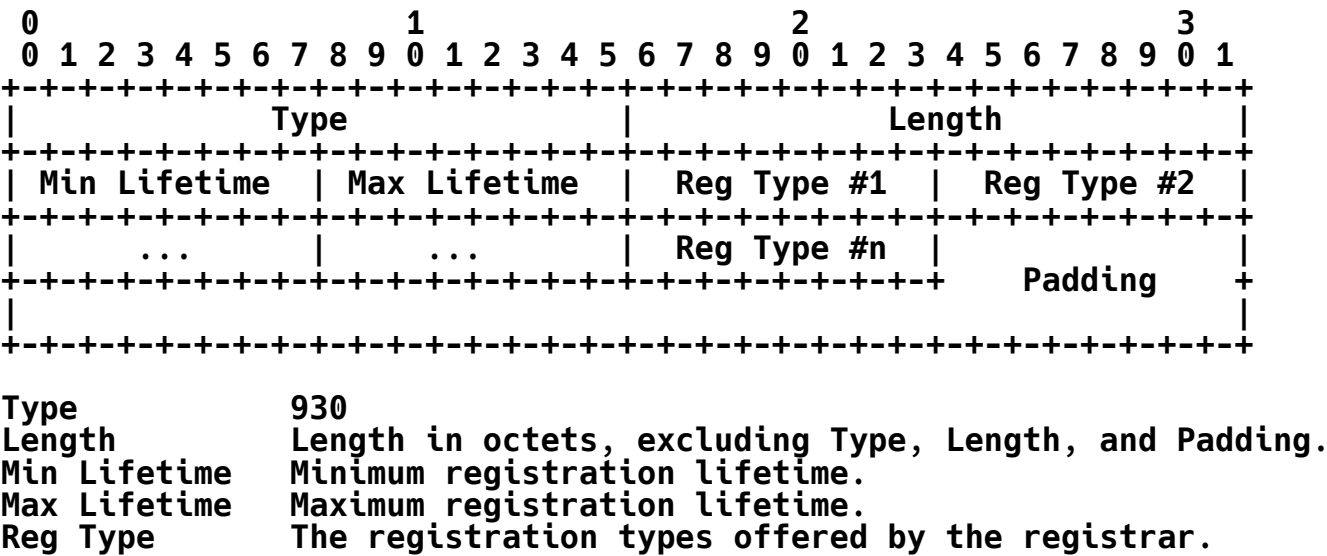 0                   1                   2                   3
 0 1 2 3 4 5 6 7 8 9 0 1 2 3 4 5 6 7 8 9 0 1 2 3 4 5 6 7 8 9 0 1
+-+-+-+-+-+-+-+-+-+-+-+-+-+-+-+-+-+-+-+-+-+-+-+-+-+-+-+-+-+-+-+-+
|             Type              |             Length            |
+-+-+-+-+-+-+-+-+-+-+-+-+-+-+-+-+-+-+-+-+-+-+-+-+-+-+-+-+-+-+-+-+
| Min Lifetime  | Max Lifetime  |  Reg Type #1  |  Reg Type #2  |
+-+-+-+-+-+-+-+-+-+-+-+-+-+-+-+-+-+-+-+-+-+-+-+-+-+-+-+-+-+-+-+-+
|      ...      |     ...       |  Reg Type #n  |               |
+-+-+-+-+-+-+-+-+-+-+-+-+-+-+-+-+-+-+-+-+-+-+-+-+    Padding    +
|                                                               |
+-+-+-+-+-+-+-+-+-+-+-+-+-+-+-+-+-+-+-+-+-+-+-+-+-+-+-+-+-+-+-+-+
Type           930
Length         Length in octets, excluding Type, Length, and Padding.
Min Lifetime   Minimum registration lifetime.
Max Lifetime   Maximum registration lifetime.
Reg Type       The registration types offered by the registrar.